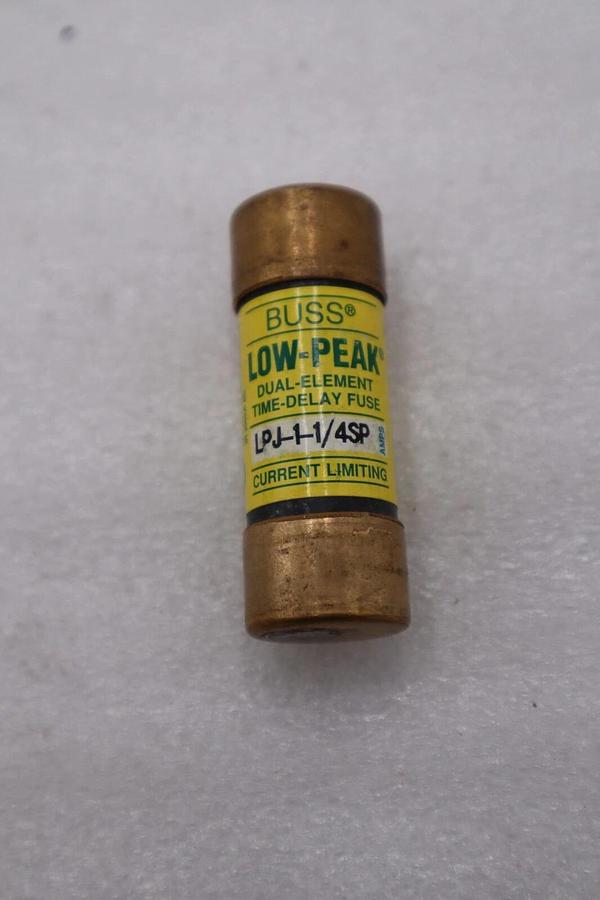 BUSS®
LOW-PEAK®
DUAL-ELEMENT
TIME-DELAY FUSE
LPJ-1-1/4SP
AMPS
CURRENT LIMITING